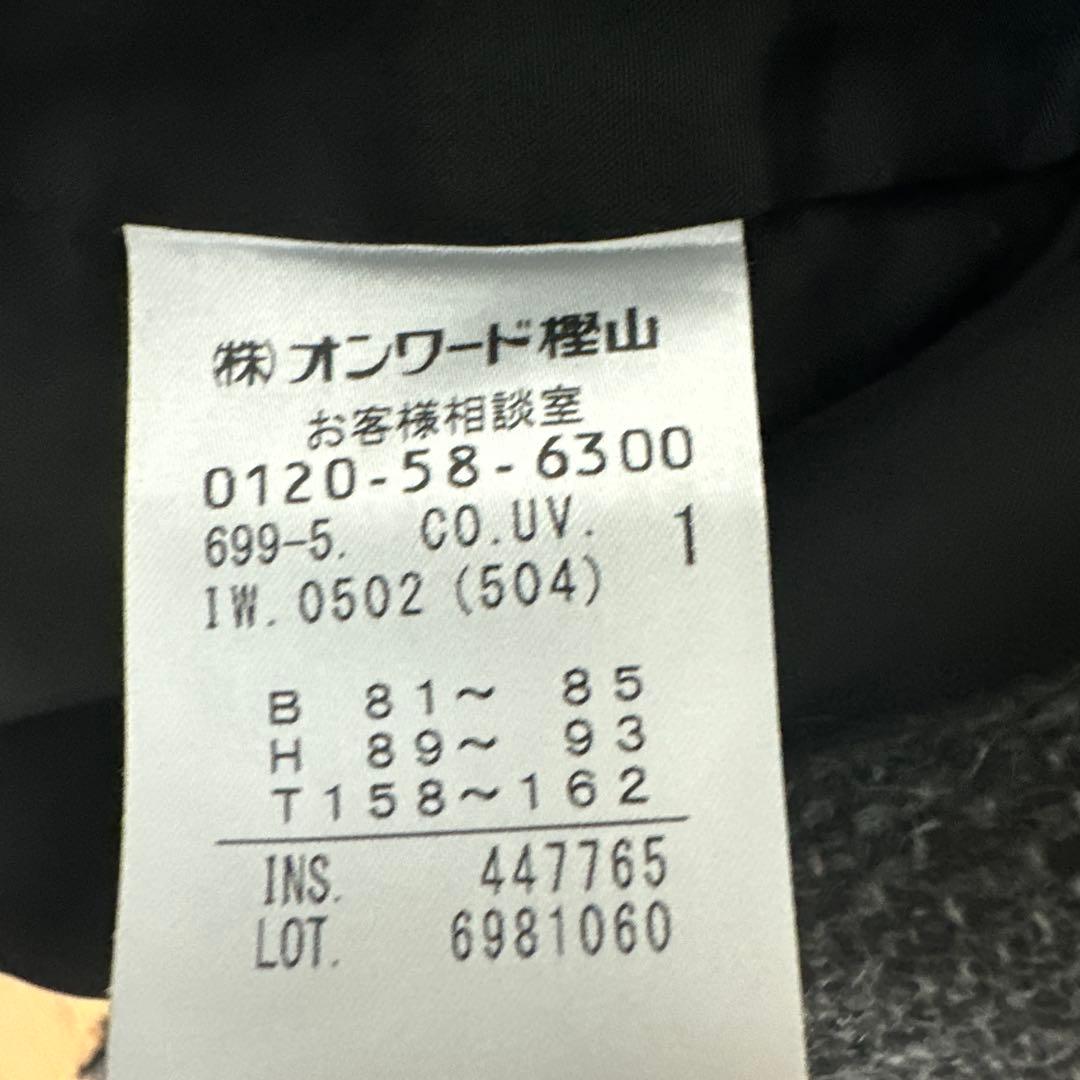 ㈱オンワード樫山
お客様相談室
0120-58-6300
699-5. CO.UV. 1
IW.0502(504)
B 81～ 85
H 89～ 93
T158～162
INS. 447765
LOT. 6981060